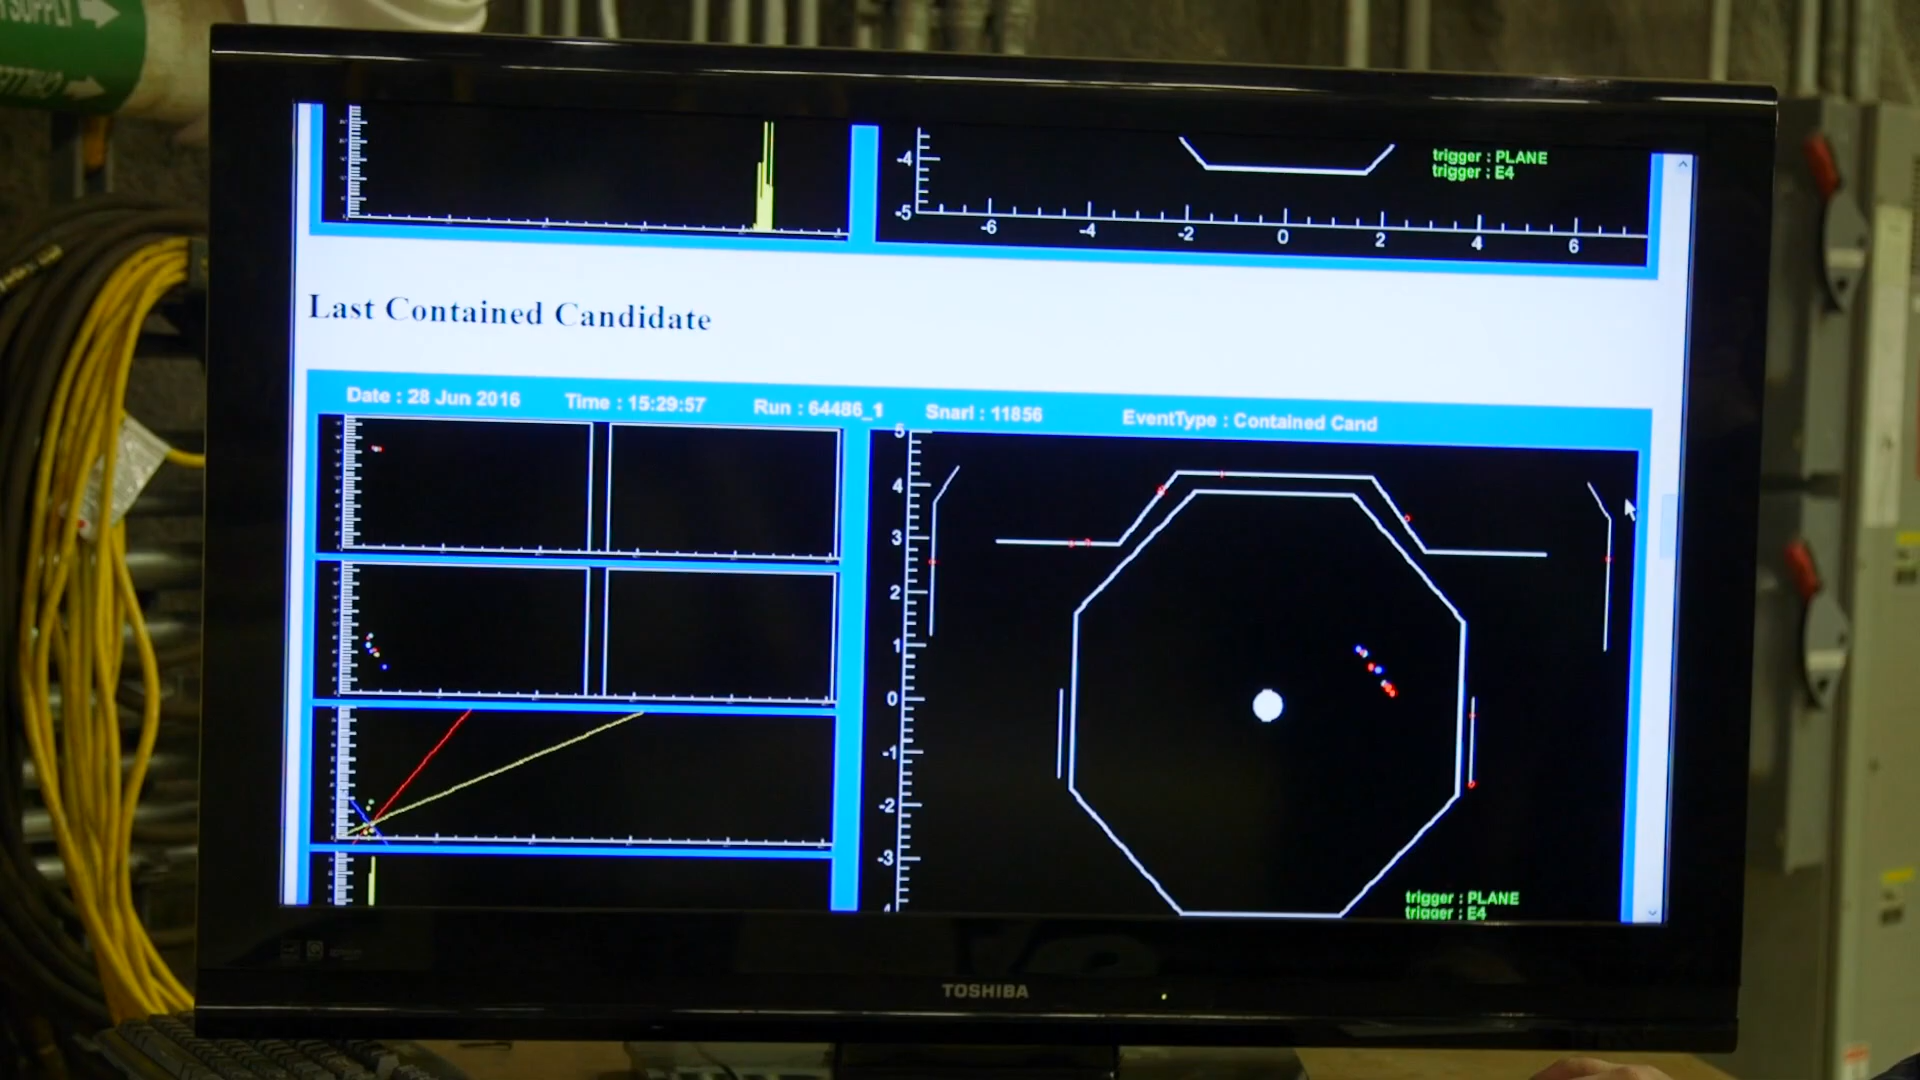 SUPPLY
trigger : PLANE
trigger : E4
-4
-5
-6 -4 -2 0 2 4 6
Last Contained Candidate
Date : 28 Jun 2016 Time : 15:29:57 Run : 64486_1 Snarl : 11856 EventType : Contained Cand
5
4
3
2
1
0
-1
-2
-3
trigger : PLANE
trigger : E4
TOSHIBA